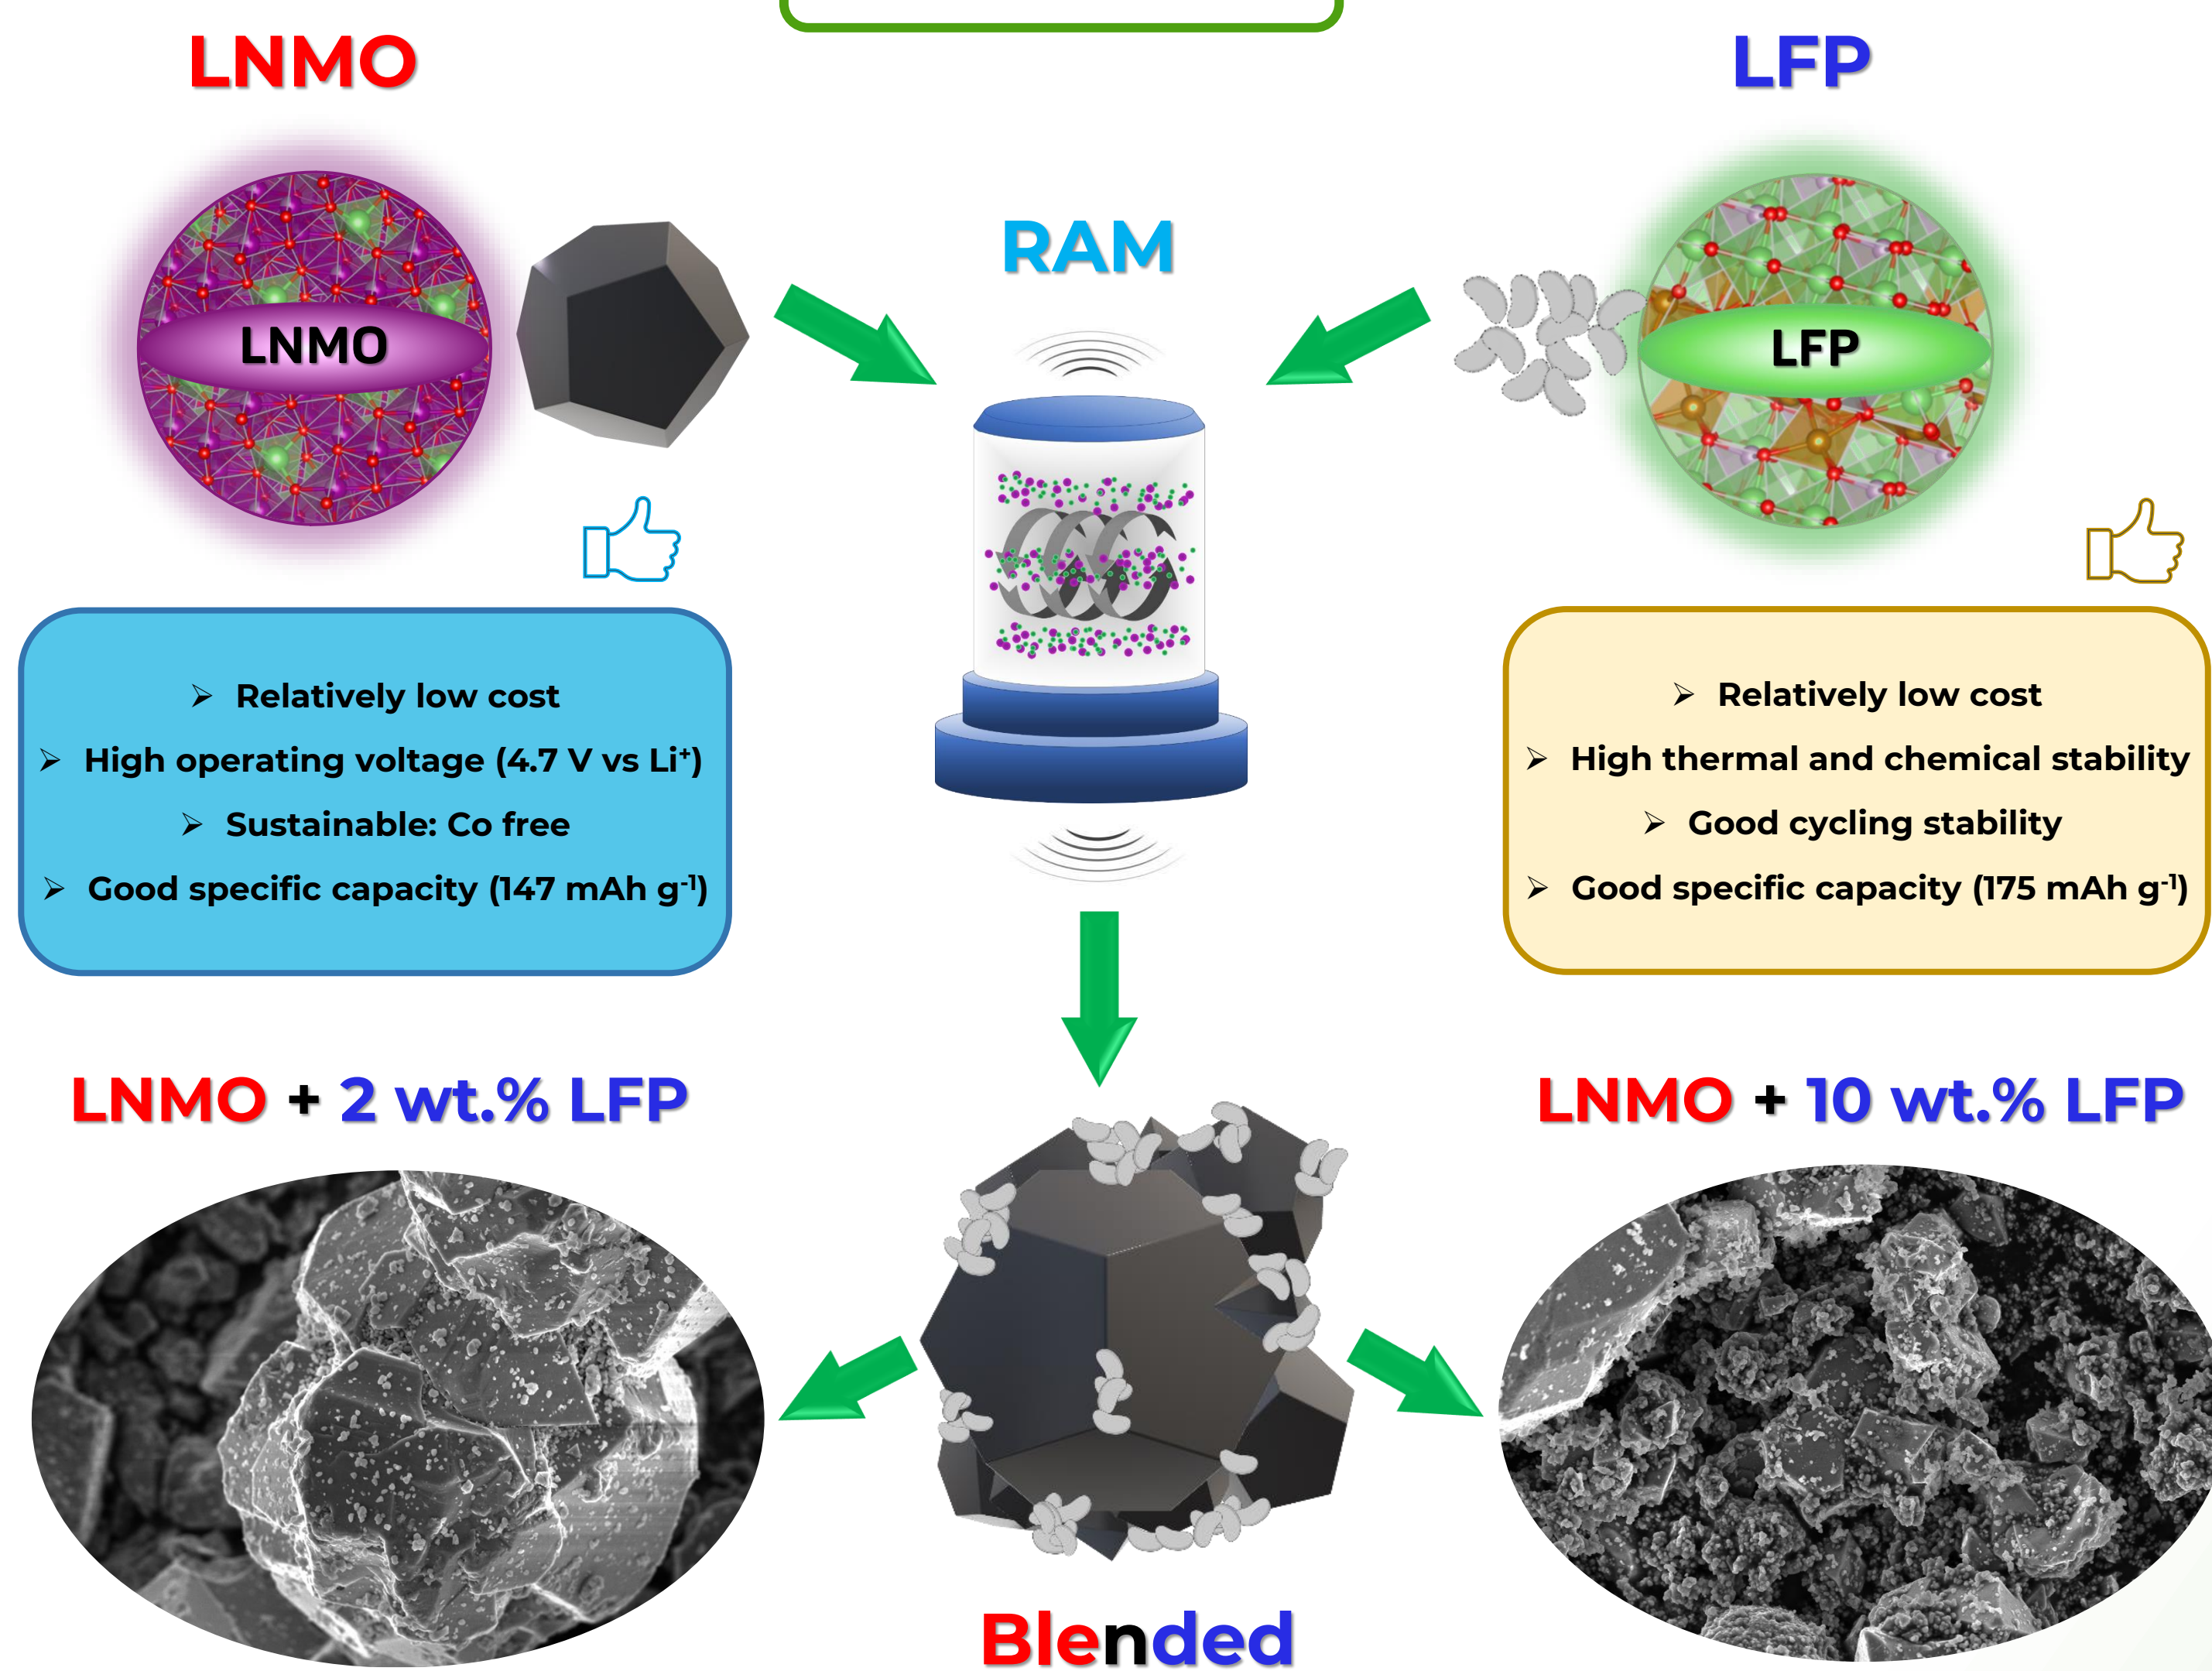 LNMO
LFP
RAM
LNMO
LFP
➢ Relatively low cost
➢ High operating voltage (4.7 V vs Li⁺)
➢ Sustainable: Co free
➢ Good specific capacity (147 mAh g⁻¹)
➢ Relatively low cost
➢ High thermal and chemical stability
➢ Good cycling stability
➢ Good specific capacity (175 mAh g⁻¹)
LNMO + 2 wt.% LFP
LNMO + 10 wt.% LFP
Blended